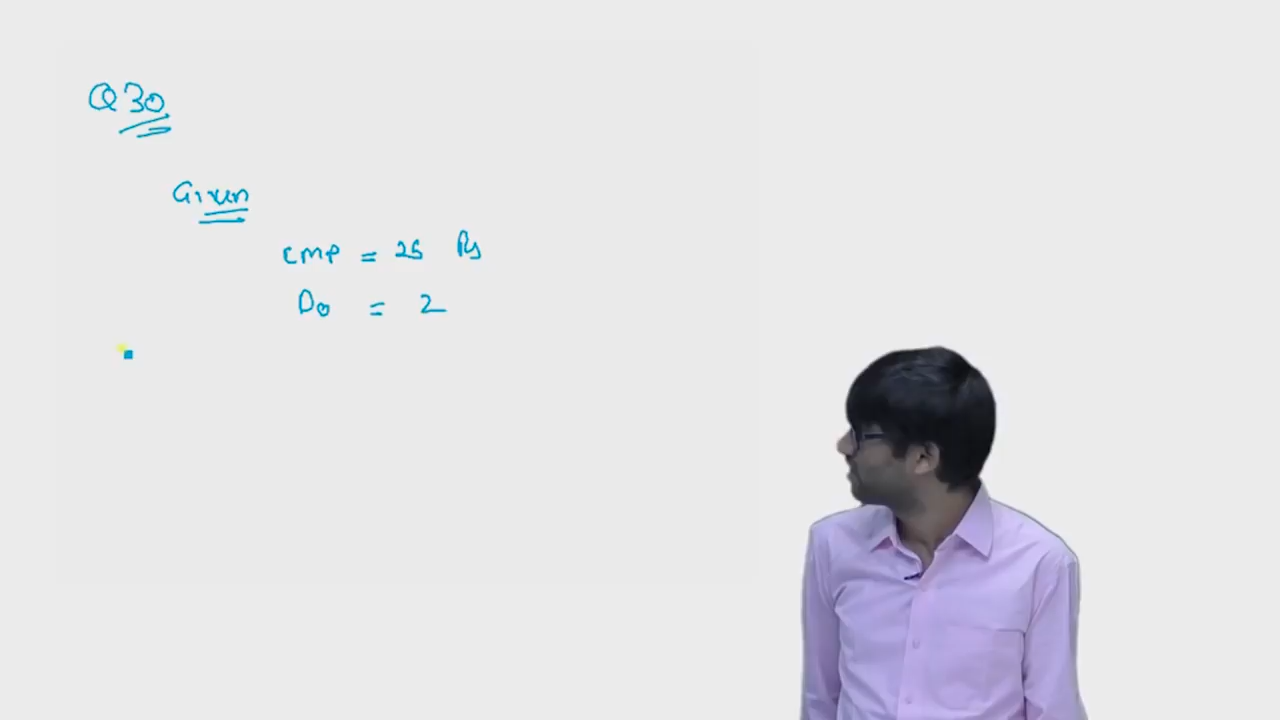 Q30
Given
CMP = 25 Rs
D0 = 2